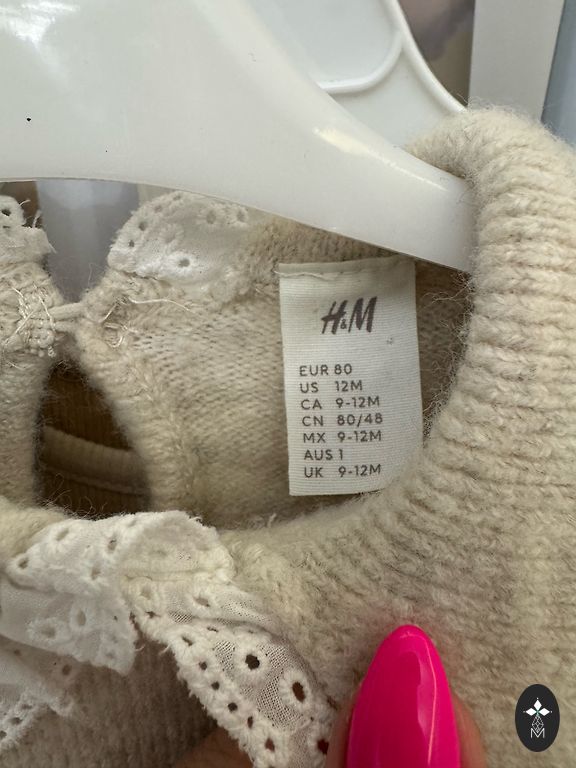 H&M
EUR 80
US 12M
CA 9-12M
CN 80/48
MX 9-12M
AUS 1
UK 9-12M
M